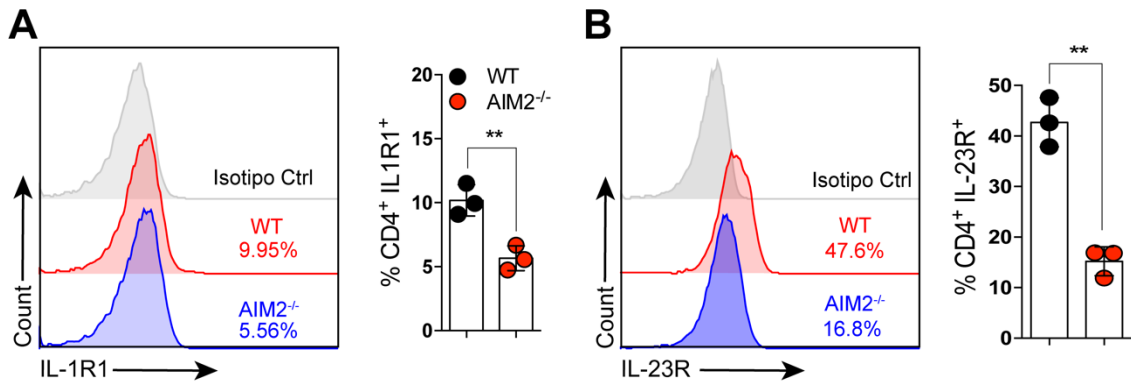 A
Isotipo Ctrl
WT
9.95%
AIM2-/-
5.56%
Count
IL-1R1
% CD4+ IL1R1+
20
15
10
5
0
WT
AIM2-/-
**
B
Isotipo Ctrl
WT
47.6%
AIM2-/-
16.8%
Count
IL-23R
% CD4+ IL-23R+
50
40
30
20
10
0
**